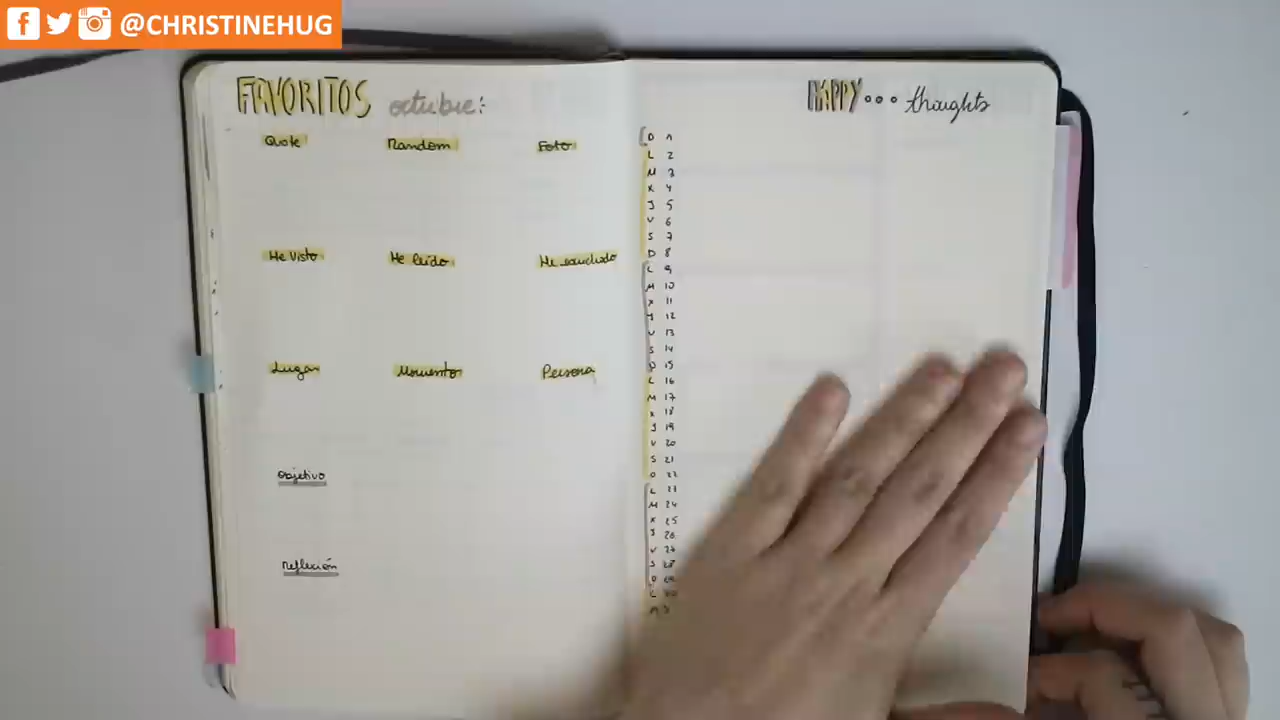 @CHRISTINEHUG
FAVORITOS octubre:
Quote Random Foto
He visto He leído He escuchado
Lugar Momento Persona
Objetivo
reflexión
HAPPY... thoughts
D 1
L 2
M 3
X 4
J 5
V 6
S 7
D 8
L 9
M 10
X 11
J 12
V 13
S 14
D 15
L 16
M 17
X 18
J 19
V 20
S 21
D 22
L 23
M 24
X 25
J 26
V 27
S 28
D 29
L 30
M